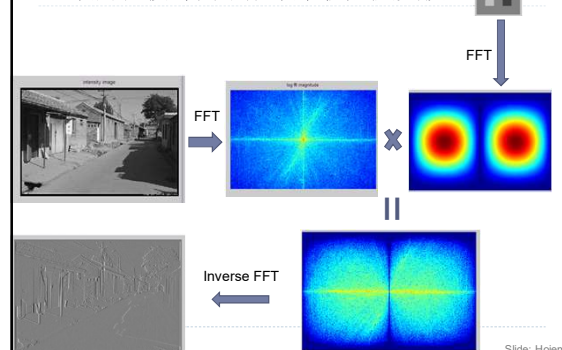 FFT
intensity image
log fft magnitude
FFT
Inverse FFT
Slide: Hoiem